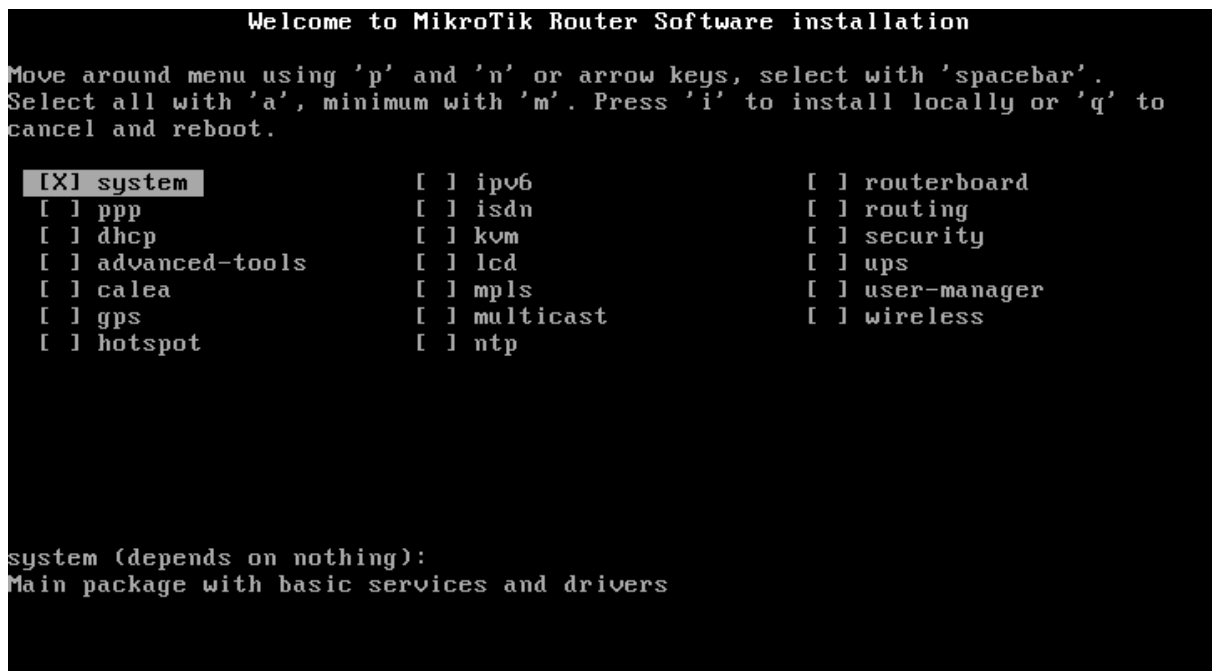 Welcome to MikroTik Router Software installation
Move around menu using 'p' and 'n' or arrow keys, select with 'spacebar'.
Select all with 'a', minimum with 'm'. Press 'i' to install locally or 'q' to
cancel and reboot.
[X] system [ ] ipv6 [ ] routerboard
[ ] ppp [ ] isdn [ ] routing
[ ] dhcp [ ] kvm [ ] security
[ ] advanced-tools [ ] lcd [ ] ups
[ ] calea [ ] mpls [ ] user-manager
[ ] gps [ ] multicast [ ] wireless
[ ] hotspot [ ] ntp
system (depends on nothing):
Main package with basic services and drivers